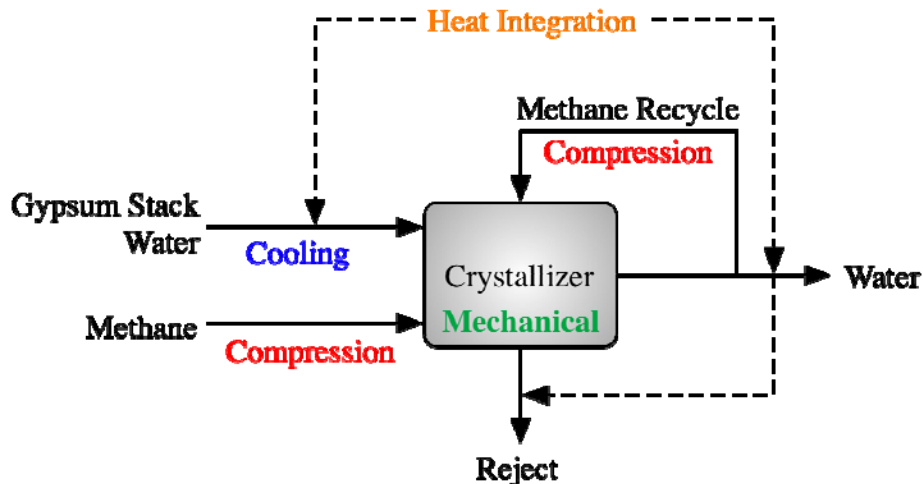 Heat Integration
Methane Recycle
Compression
Gypsum Stack
Water
Cooling
Crystallizer
Mechanical
Water
Methane
Compression
Reject